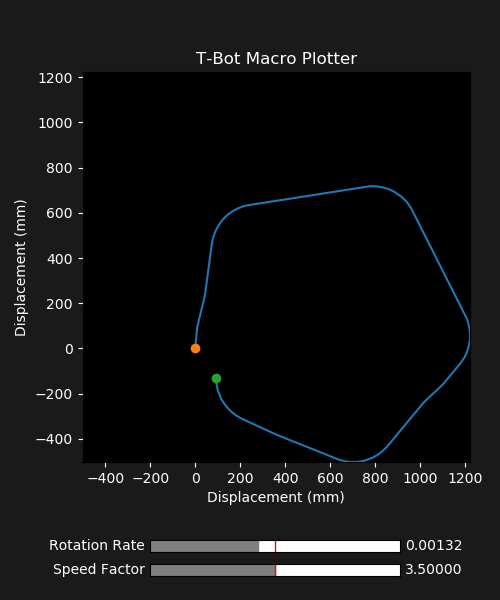 T-Bot Macro Plotter
1200
1000
800
600
400
200
0
−200
−400
Displacement (mm)
−400 −200 0 200 400 600 800 1000 1200
Displacement (mm)
Rotation Rate 0.00132
Speed Factor 3.50000